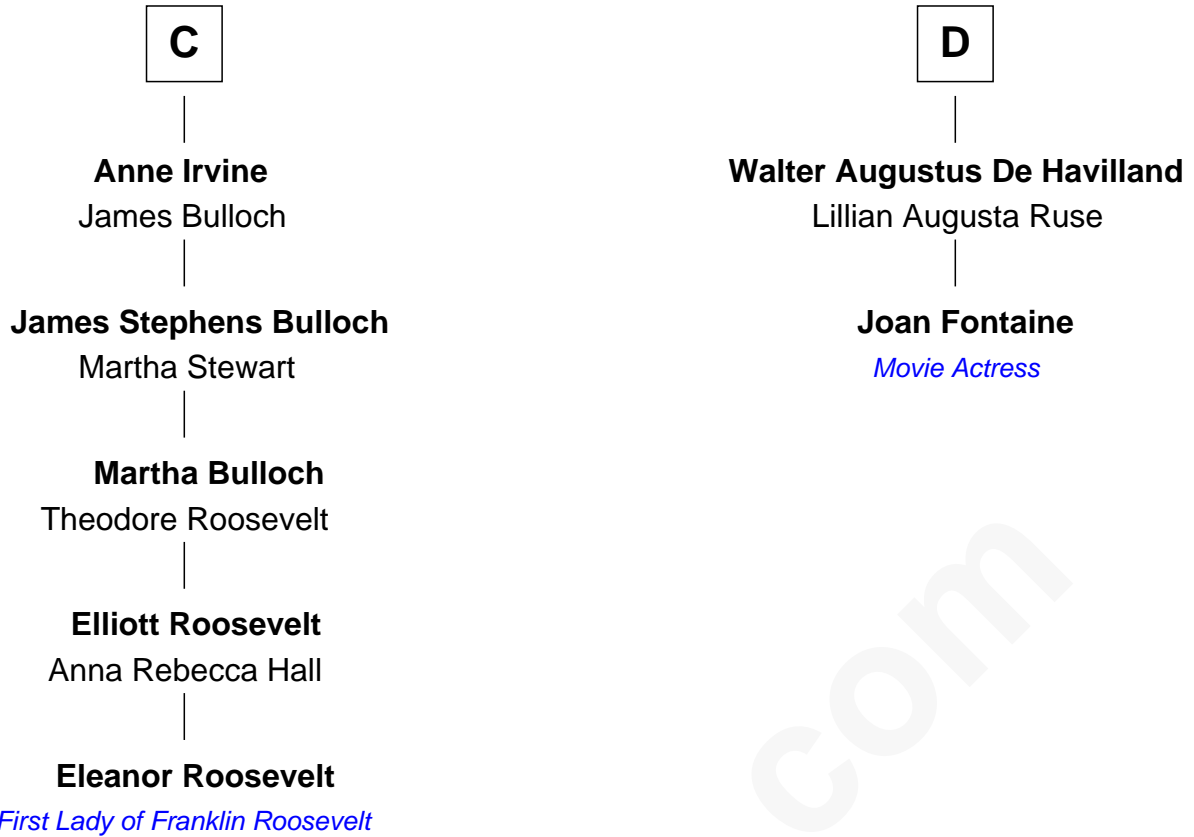 C
Anne Irvine
James Bulloch
James Stephens Bulloch
Martha Stewart
Martha Bulloch
Theodore Roosevelt
Elliott Roosevelt
Anna Rebecca Hall
Eleanor Roosevelt
First Lady of Franklin Roosevelt
D
Walter Augustus De Havilland
Lillian Augusta Ruse
Joan Fontaine
Movie Actress
com